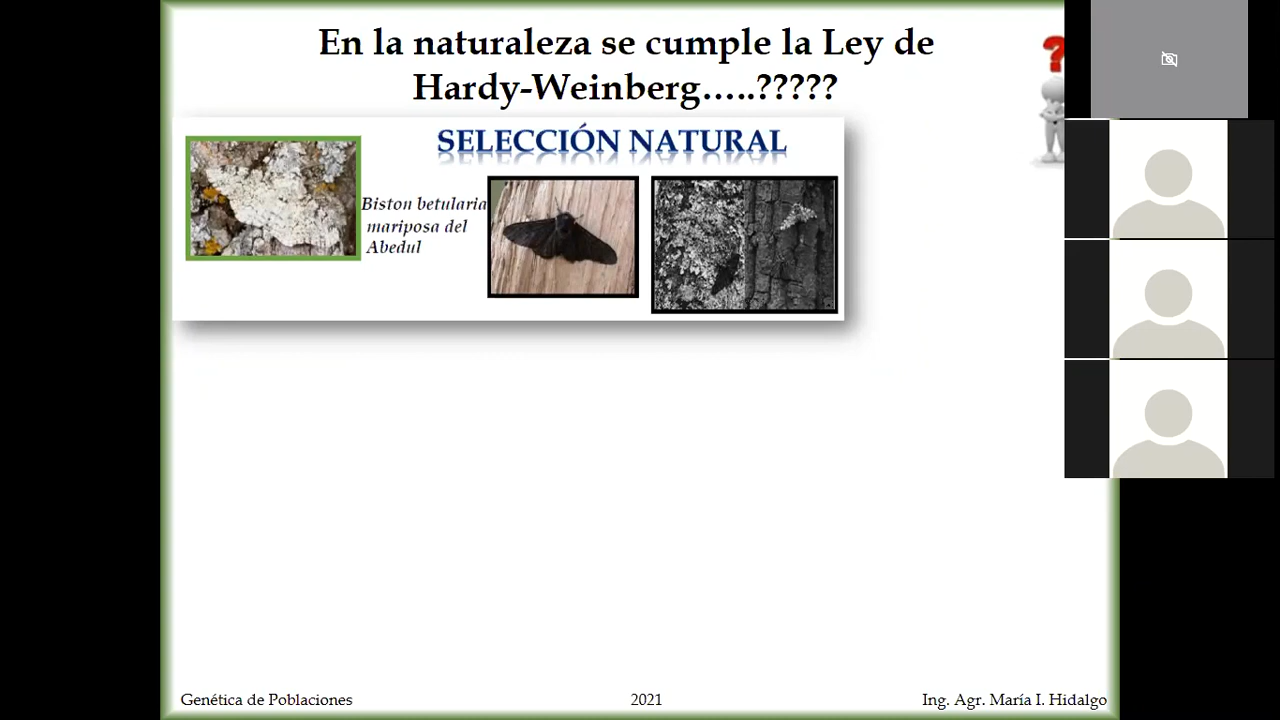 En la naturaleza se cumple la Ley de
Hardy-Weinberg…..?????
SELECCIÓN NATURAL
Biston betularia
mariposa del
Abedul
Genética de Poblaciones
2021
Ing. Agr. María I. Hidalgo